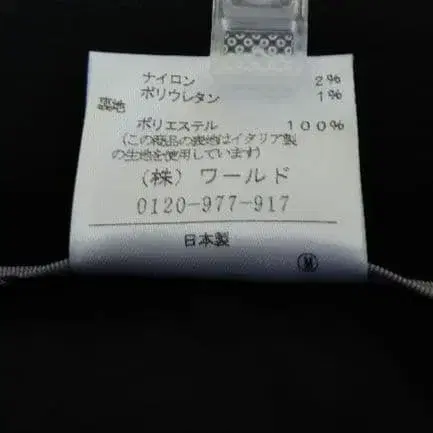 ナイロン 2%
ポリウレタン 1%
裏地
ポリエステル 100%
(この商品の表地はイタリア製
の生地を使用しています)
(株) ワールド
0120-977-917
日本製
M